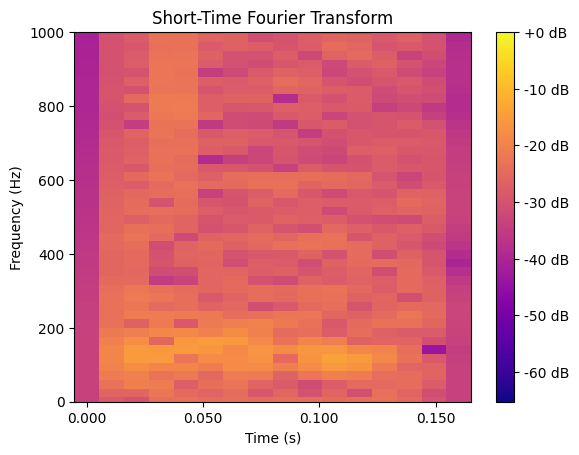 Short-Time Fourier Transform
1000
800
600
400
200
0
Frequency (Hz)
0.000
0.050
0.100
0.150
Time (s)
+0 dB
-10 dB
-20 dB
-30 dB
-40 dB
-50 dB
-60 dB